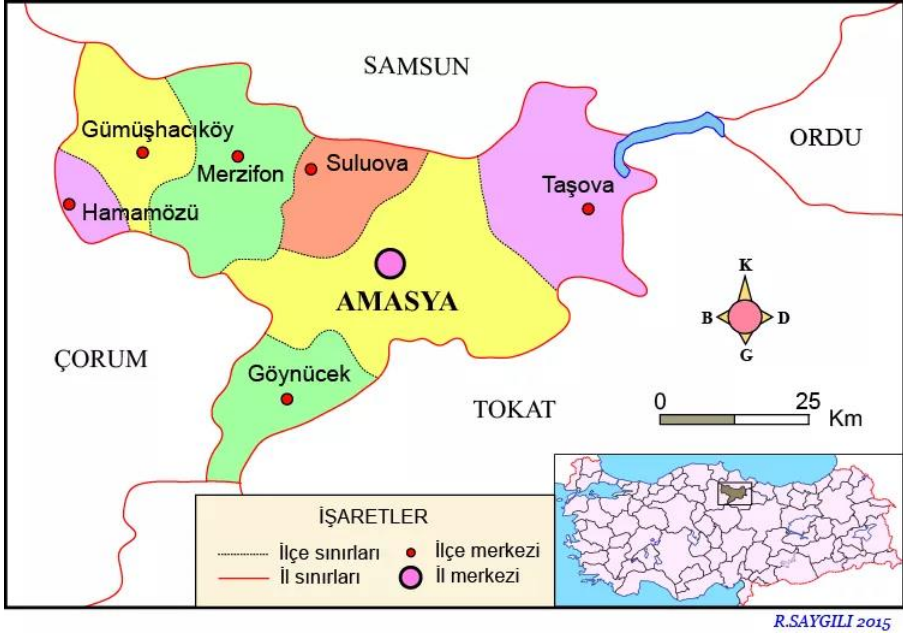 SAMSUN
ORDU
Gümüşhacıköy
Merzifon
Suluova
Taşova
Hamamözü
AMASYA
K
B
D
G
ÇORUM
Göynücek
TOKAT
0
25
Km
İŞARETLER
İlçe sınırları
İlçe merkezi
İl sınırları
İl merkezi
R.SAYGILI 2015